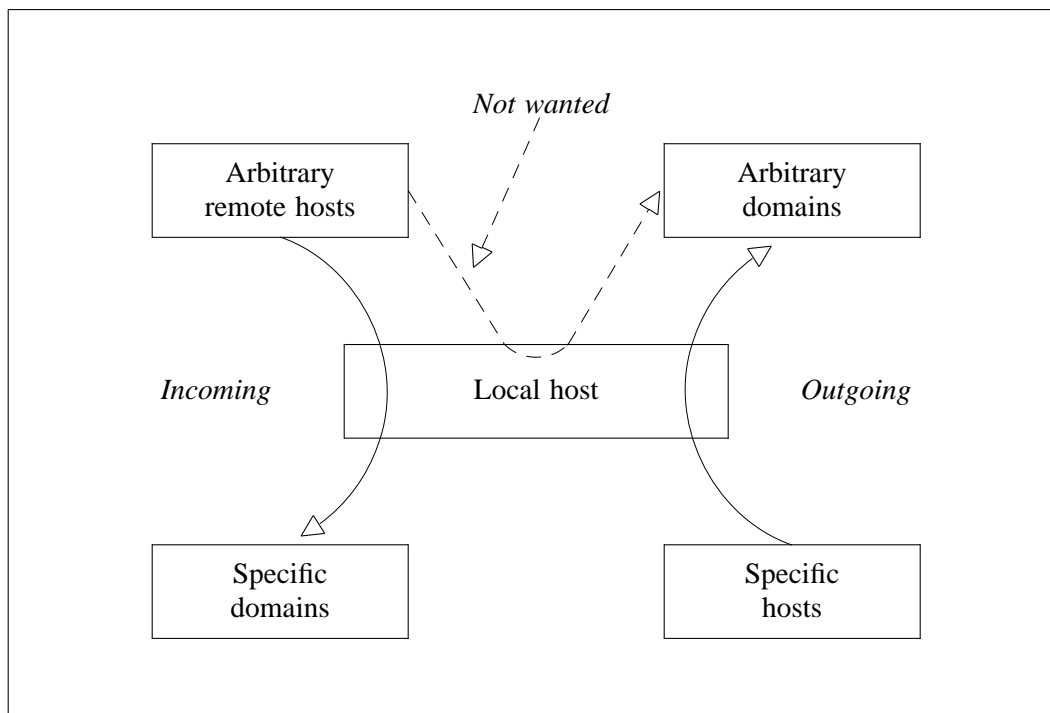 Not wanted
Arbitrary
remote hosts
Arbitrary
domains
Incoming
Local host
Outgoing
Specific
domains
Specific
hosts